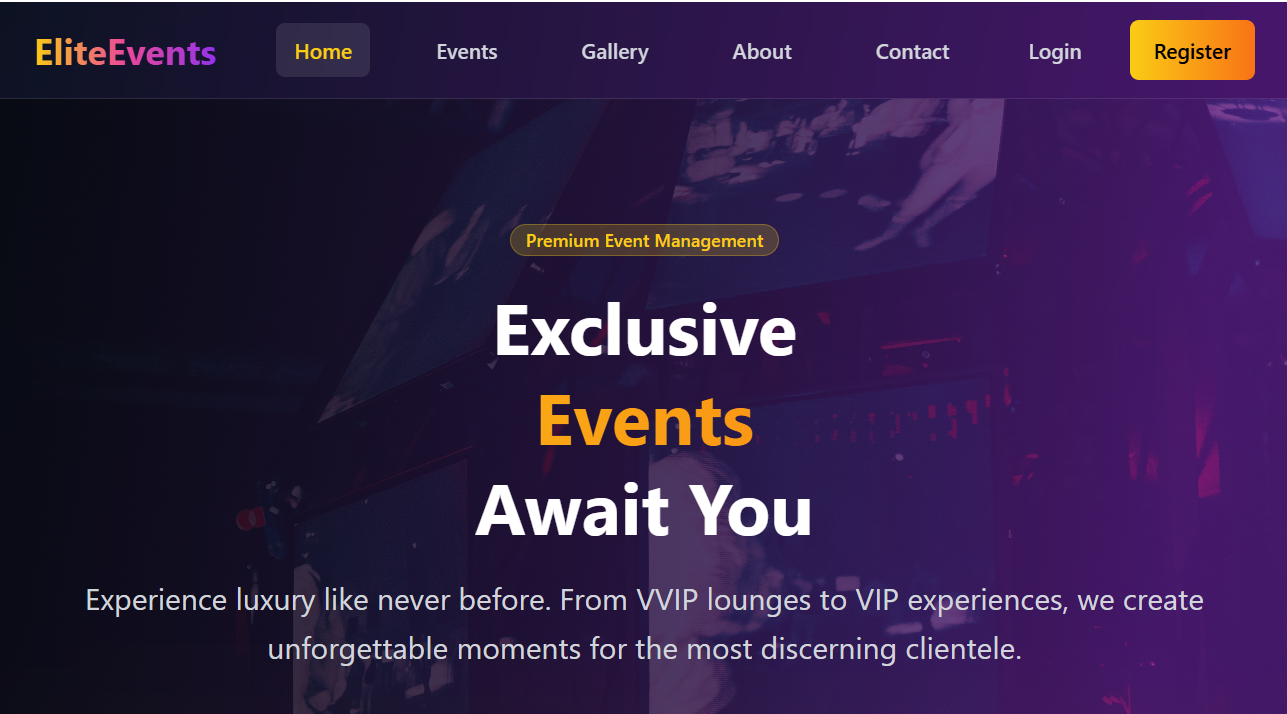 EliteEvents Home Events Gallery About Contact Login Register
Premium Event Management
Exclusive
Events
Await You
Experience luxury like never before. From VVIP lounges to VIP experiences, we create
unforgettable moments for the most discerning clientele.